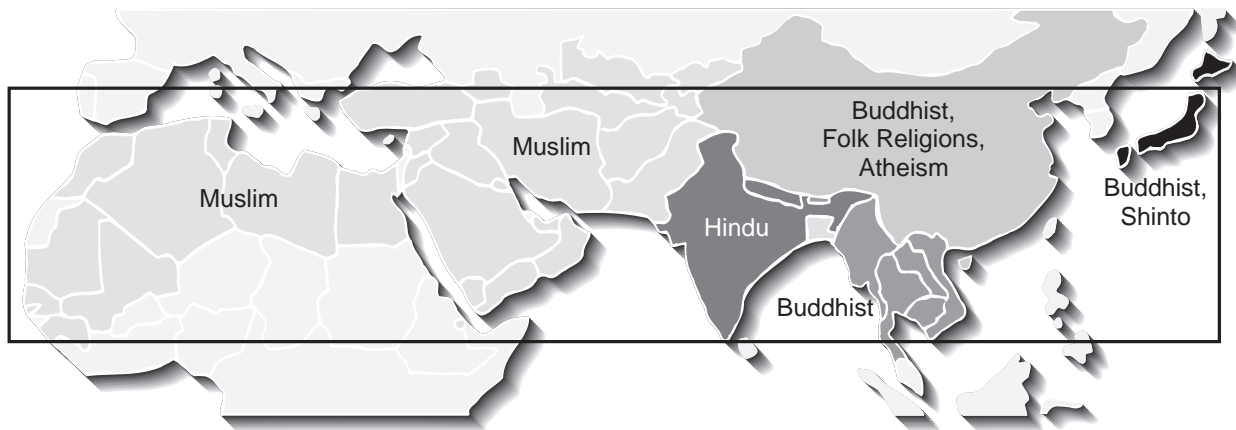 Muslim
Muslim
Buddhist,
Folk Religions,
Atheism
Hindu
Buddhist
Buddhist,
Shinto